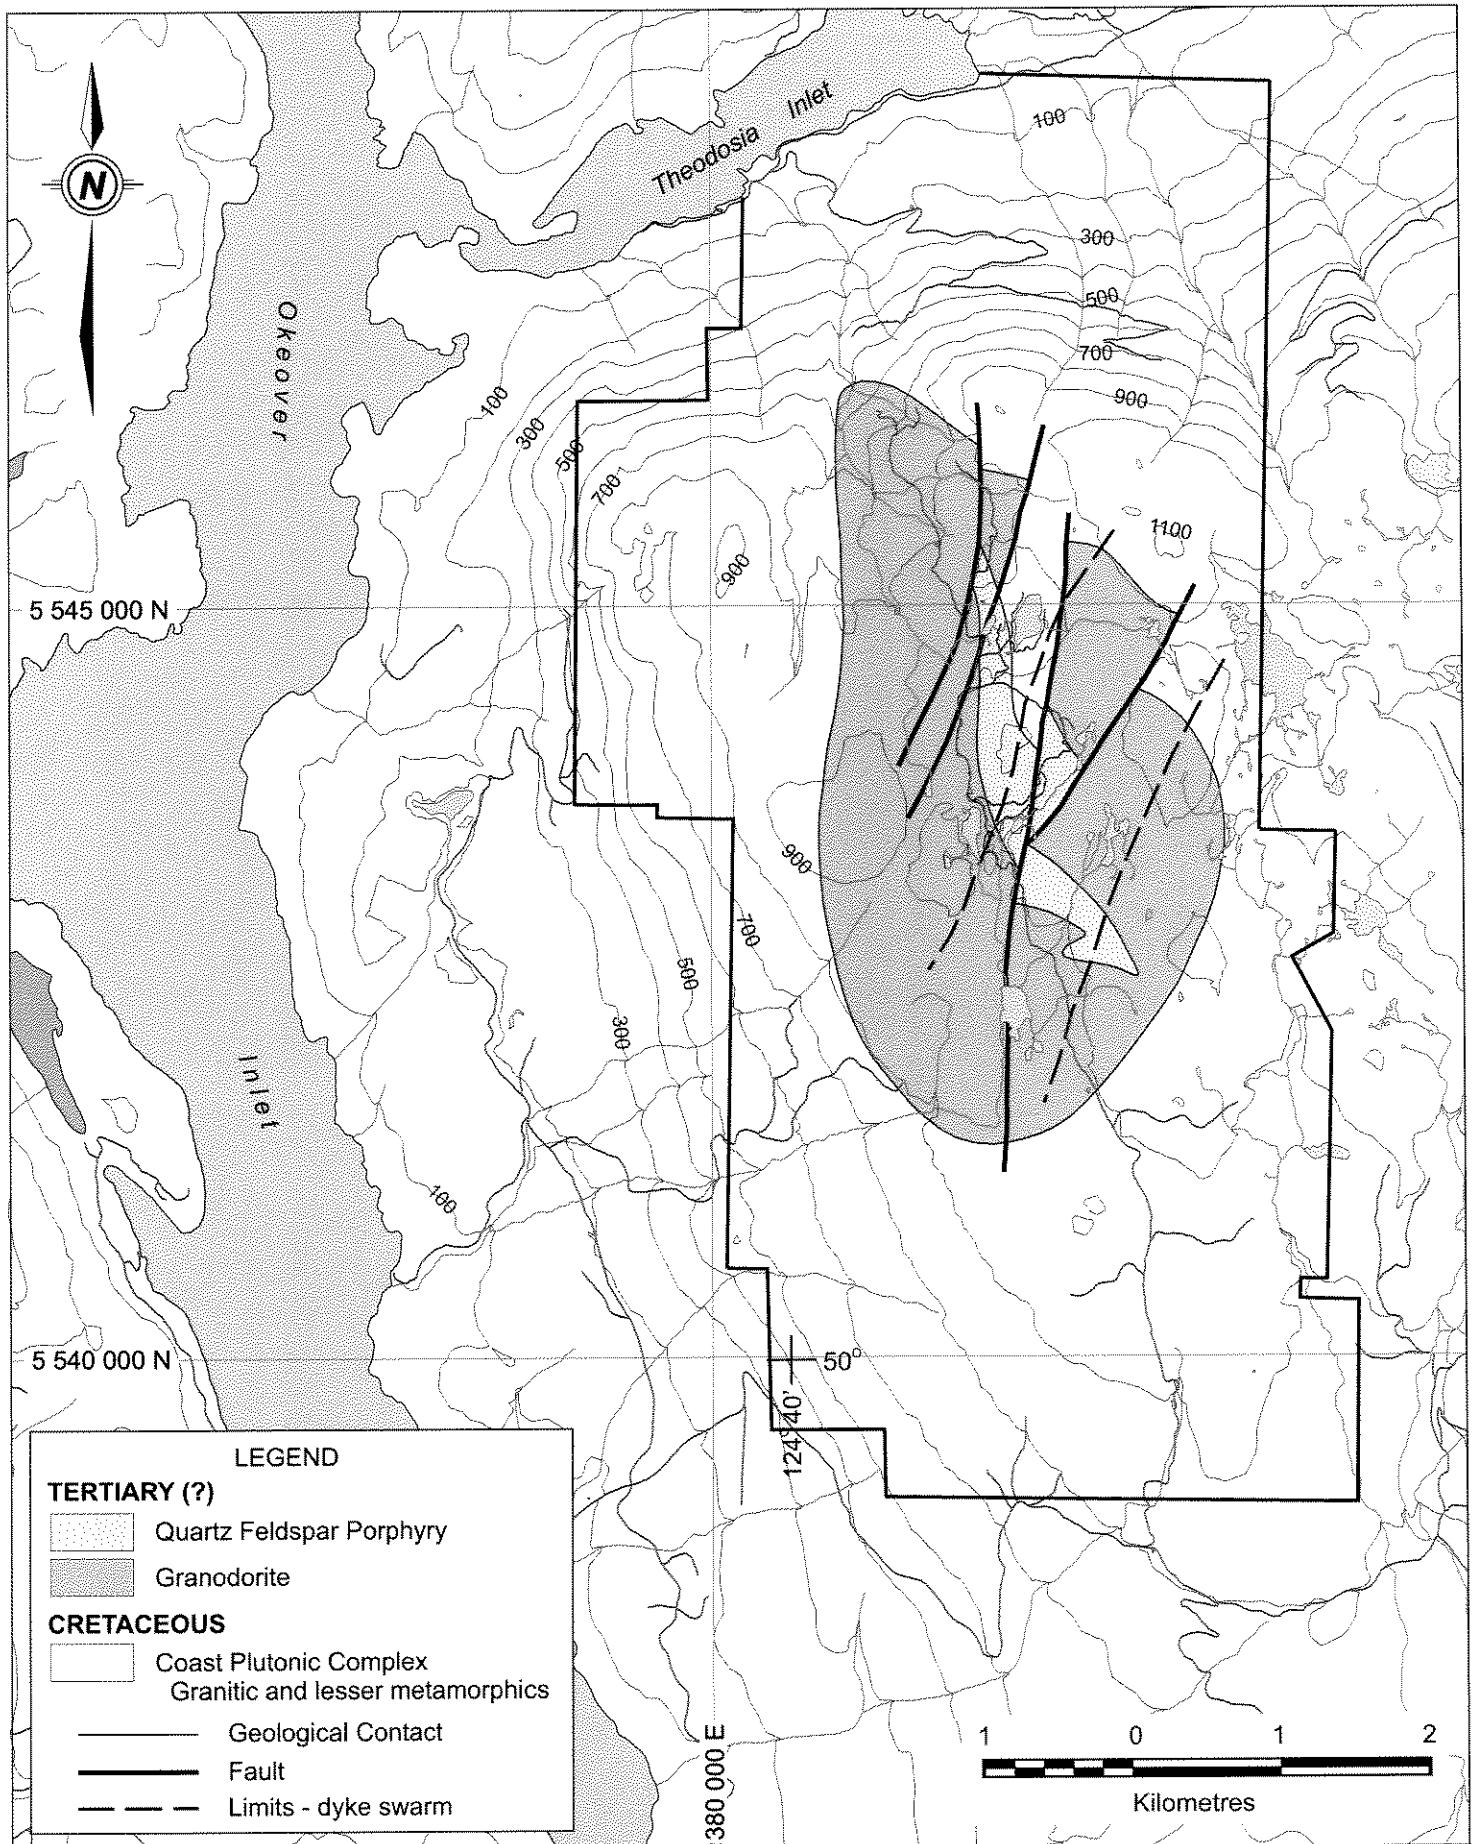 Theodosia Inlet
100
N
300
500
Okeover
700
100
900
300
500
700
1100
900
5 545 000 N
900
700
500
300
Inlet
100
5 540 000 N
50°
124°40'
LEGEND
TERTIARY (?)
Quartz Feldspar Porphyry
Granodorite
CRETACEOUS
Coast Plutonic Complex
Granitic and lesser metamorphics
Geological Contact
Fault
Limits - dyke swarm
380 000 E
1 0 1 2
Kilometres